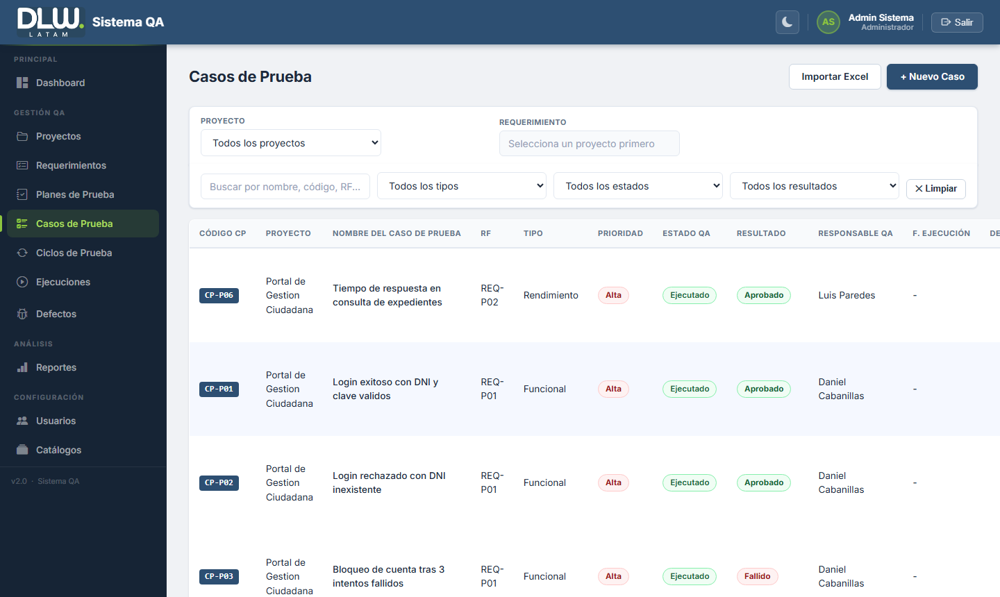 DLW.
LATAM
Sistema QA
AS
Admin Sistema
Administrador
Salir
PRINCIPAL
Dashboard
GESTIÓN QA
Proyectos
Requerimientos
Planes de Prueba
Casos de Prueba
Ciclos de Prueba
Ejecuciones
Defectos
ANÁLISIS
Reportes
CONFIGURACIÓN
Usuarios
Catálogos
v2.0 · Sistema QA
Casos de Prueba
Importar Excel
+ Nuevo Caso
PROYECTO
REQUERIMIENTO
Todos los proyectos
Selecciona un proyecto primero
Buscar por nombre, código, RF...
Todos los tipos
Todos los estados
Todos los resultados
✕ Limpiar
CÓDIGO CP PROYECTO NOMBRE DEL CASO DE PRUEBA RF TIPO PRIORIDAD ESTADO QA RESULTADO RESPONSABLE QA F. EJECUCIÓN DE
CP-P06
Portal de
Gestion
Ciudadana
Tiempo de respuesta en
consulta de expedientes
REQ-
P02
Rendimiento
Alta
Ejecutado
Aprobado
Luis Paredes
-
CP-P01
Portal de
Gestion
Ciudadana
Login exitoso con DNI y
clave validos
REQ-
P01
Funcional
Alta
Ejecutado
Aprobado
Daniel
Cabanillas
-
CP-P02
Portal de
Gestion
Ciudadana
Login rechazado con DNI
inexistente
REQ-
P01
Funcional
Alta
Ejecutado
Aprobado
Daniel
Cabanillas
-
CP-P03
Portal de
Gestion
Ciudadana
Bloqueo de cuenta tras 3
intentos fallidos
REQ-
P01
Funcional
Alta
Ejecutado
Fallido
Daniel
Cabanillas
-